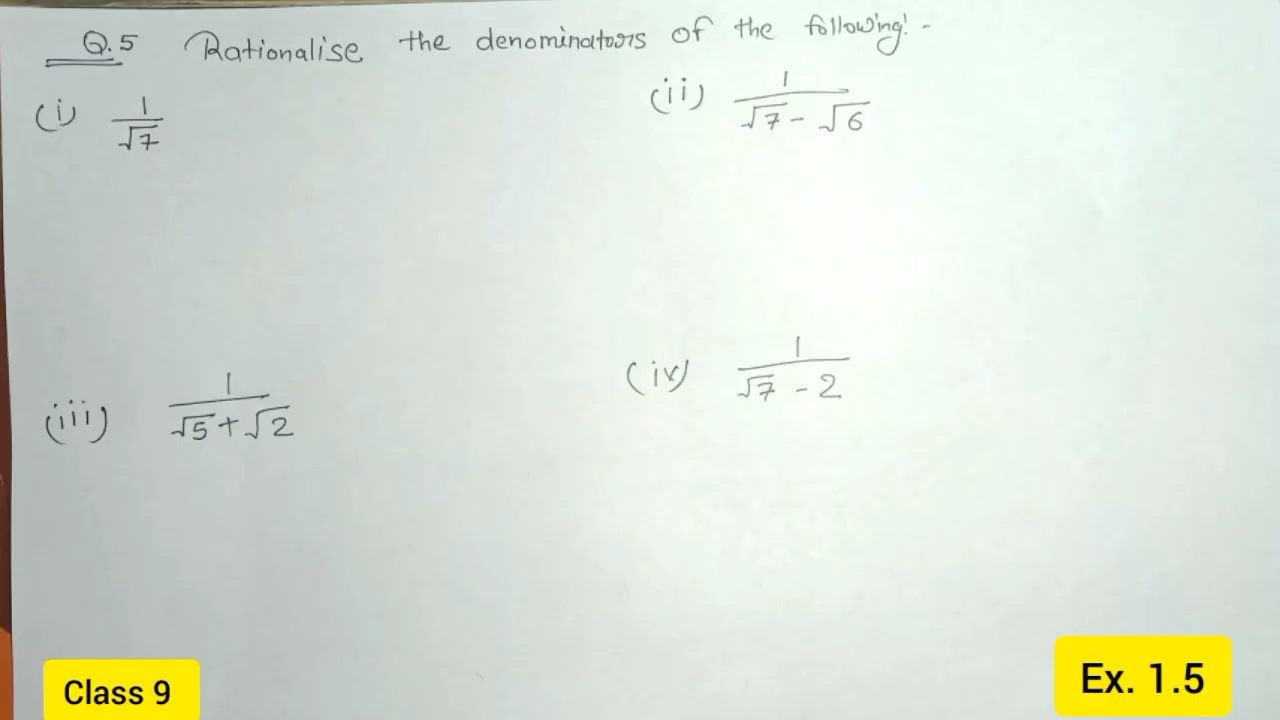 Q.5 Rationalise the denominators of the following:-
(i) 1/√7
(ii) 1/(√7 - √6)
(iii) 1/(√5 + √2)
(iv) 1/(√7 - 2)
Class 9
Ex. 1.5